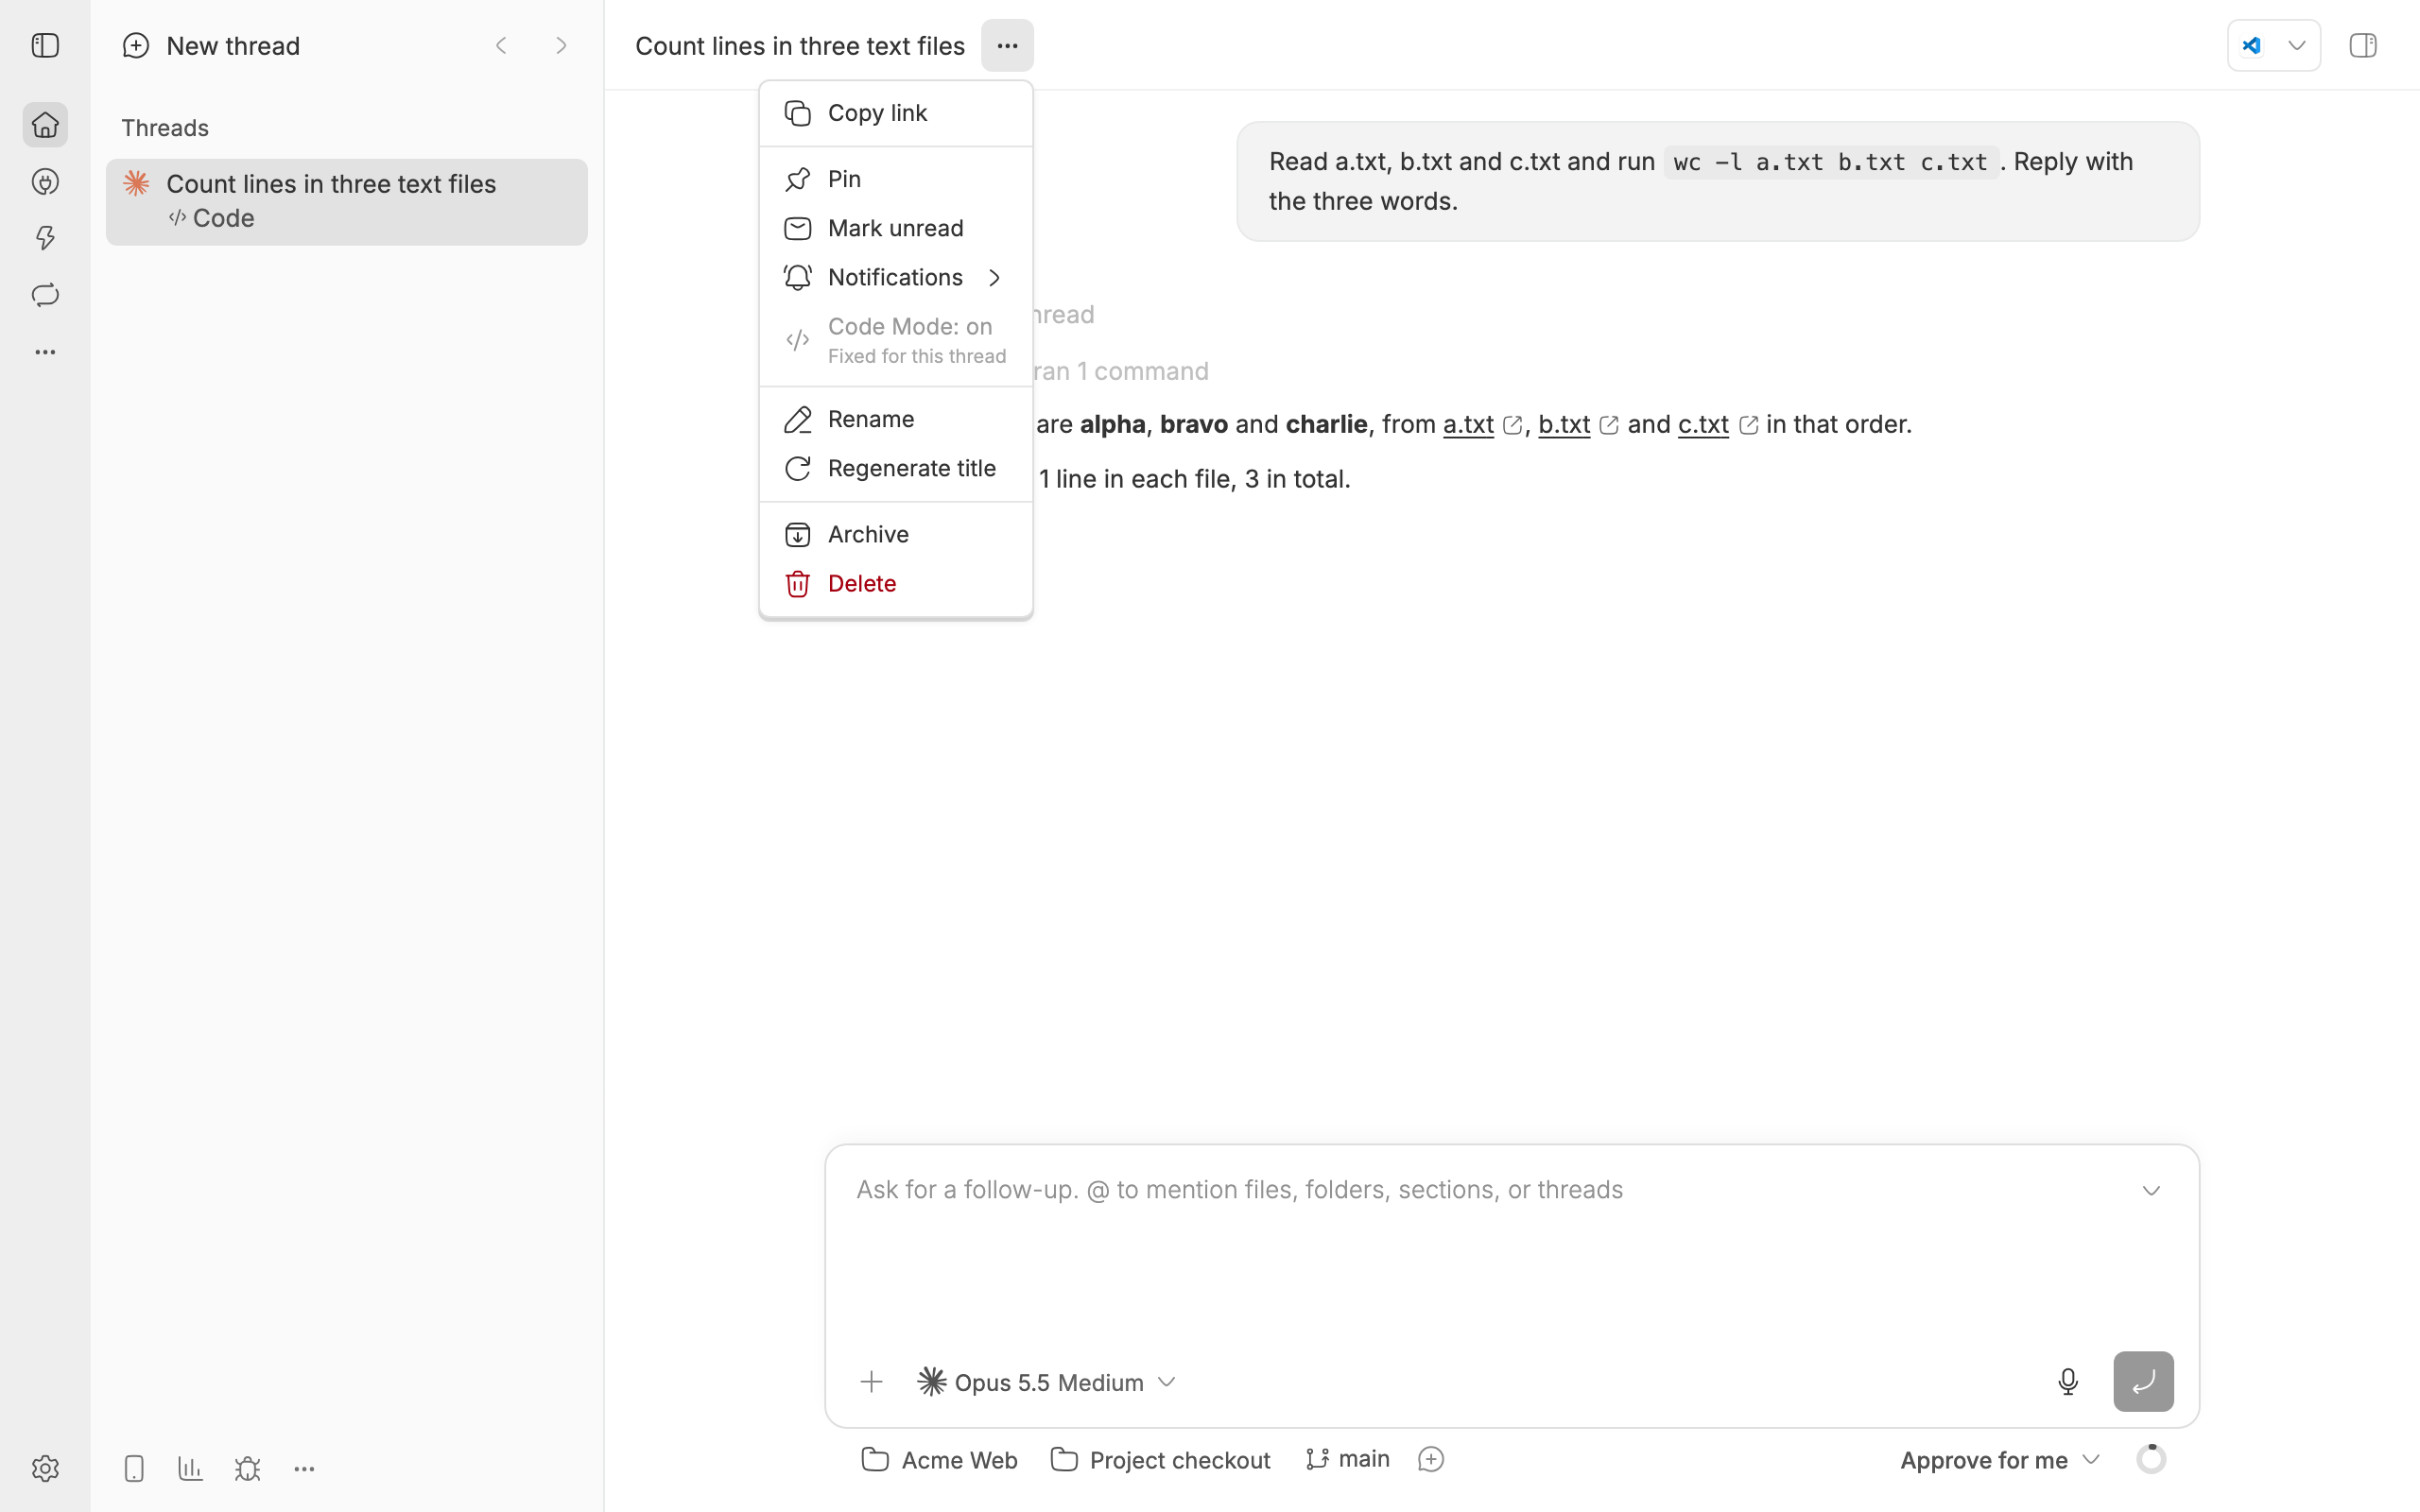 New thread
Threads
Count lines in three text files
Code
Count lines in three text files
Copy link
Pin
Mark unread
Notifications
Code Mode: on
Fixed for this thread
Rename
Regenerate title
Archive
Delete
Read a.txt, b.txt and c.txt and run wc -l a.txt b.txt c.txt. Reply with
the three words.
ran 1 command
are alpha, bravo and charlie, from a.txt, b.txt and c.txt in that order.
1 line in each file, 3 in total.
Ask for a follow-up. @ to mention files, folders, sections, or threads
Opus 5.5 Medium
Acme Web
Project checkout
main
Approve for me